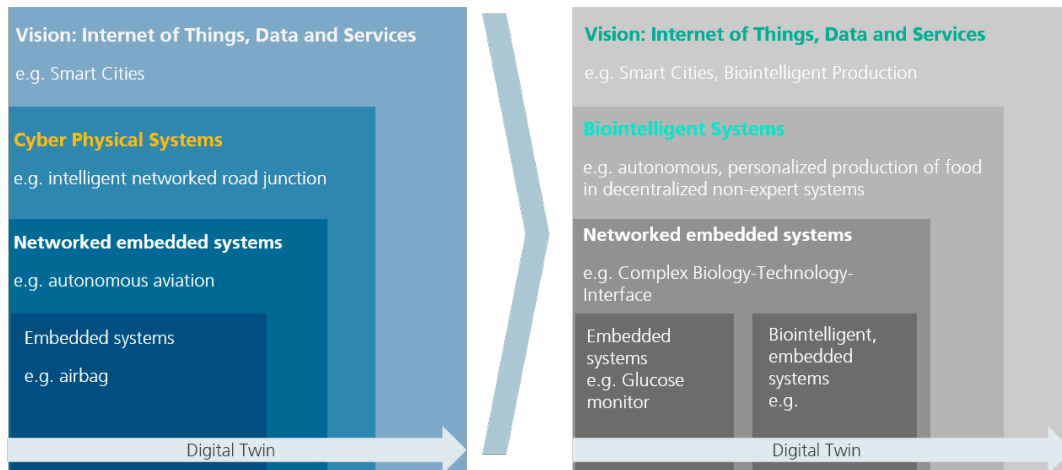 Vision: Internet of Things, Data and Services
e.g. Smart Cities
Cyber Physical Systems
e.g. intelligent networked road junction
Networked embedded systems
e.g. autonomous aviation
Embedded systems
e.g. airbag
Digital Twin
Vision: Internet of Things, Data and Services
e.g. Smart Cities, Biointelligent Production
Biointelligent Systems
e.g. autonomous, personalized production of food
in decentralized non-expert systems
Networked embedded systems
e.g. Complex Biology-Technology-
Interface
Embedded
systems
e.g. Glucose
monitor
Biointelligent,
embedded
systems
e.g.
Digital Twin